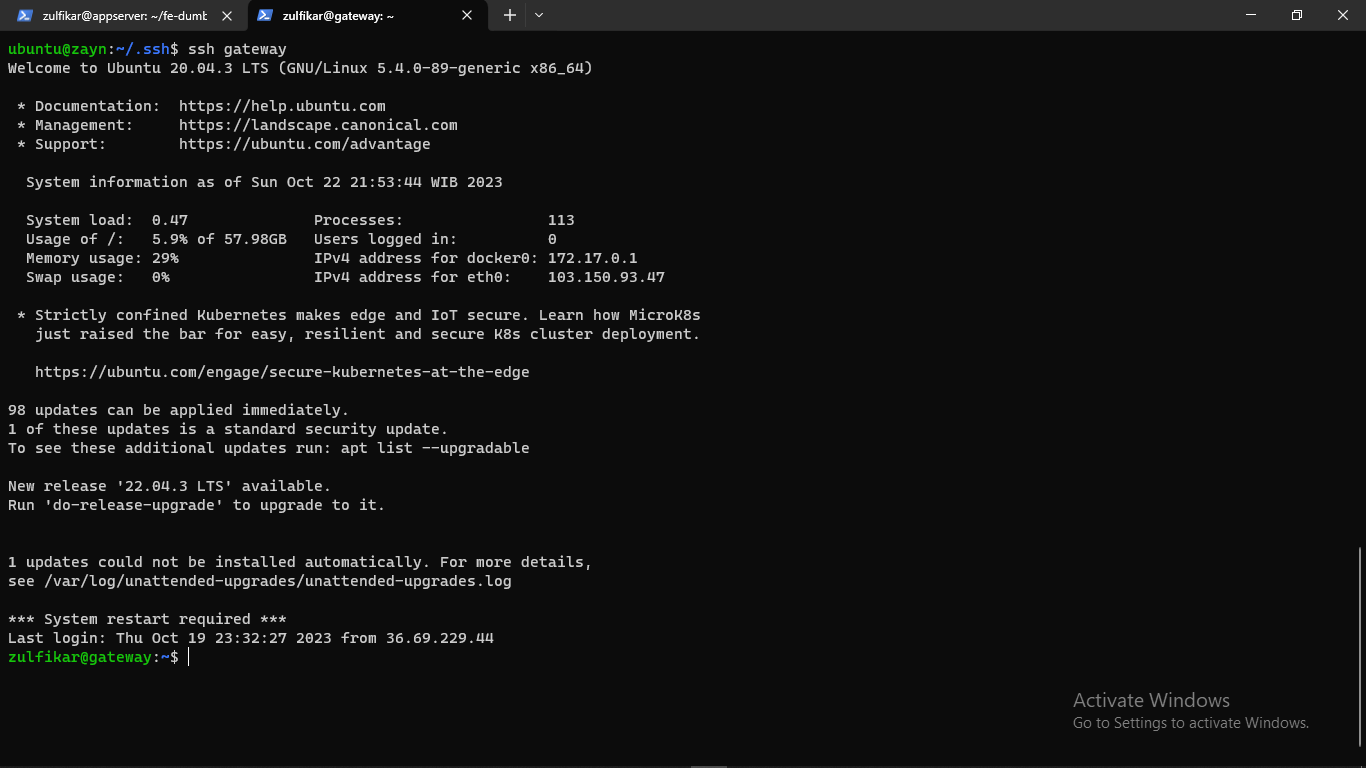 zulfikar@appserver: ~/fe-dumb
zulfikar@gateway: ~
ubuntu@zayn:~/.ssh$ ssh gateway
Welcome to Ubuntu 20.04.3 LTS (GNU/Linux 5.4.0-89-generic x86_64)
* Documentation:  https://help.ubuntu.com
* Management:     https://landscape.canonical.com
* Support:        https://ubuntu.com/advantage
System information as of Sun Oct 22 21:53:44 WIB 2023
System load:  0.47              Processes:                113
Usage of /:   5.9% of 57.98GB   Users logged in:          0
Memory usage: 29%               IPv4 address for docker0: 172.17.0.1
Swap usage:   0%                IPv4 address for eth0:    103.150.93.47
* Strictly confined Kubernetes makes edge and IoT secure. Learn how MicroK8s
just raised the bar for easy, resilient and secure K8s cluster deployment.
https://ubuntu.com/engage/secure-kubernetes-at-the-edge
98 updates can be applied immediately.
1 of these updates is a standard security update.
To see these additional updates run: apt list --upgradable
New release '22.04.3 LTS' available.
Run 'do-release-upgrade' to upgrade to it.
1 updates could not be installed automatically. For more details,
see /var/log/unattended-upgrades/unattended-upgrades.log
*** System restart required ***
Last login: Thu Oct 19 23:32:27 2023 from 36.69.229.44
zulfikar@gateway:~$
Activate Windows
Go to Settings to activate Windows.